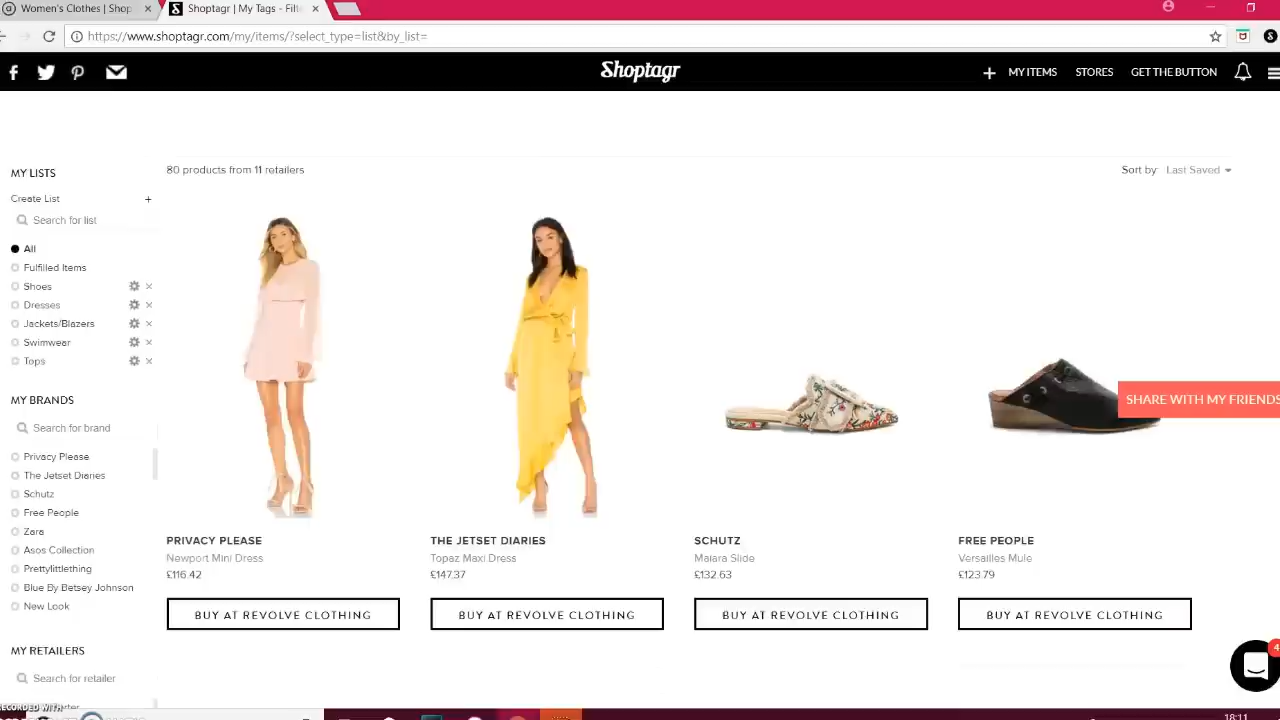 Women's Clothes | Shop
Shoptagr | My Tags - Filt
https://www.shoptagr.com/my/items/?select_type=list&by_list=
Shoptagr
MY ITEMS
STORES
GET THE BUTTON
MY LISTS
80 products from 11 retailers
Sort by: Last Saved
Create List +
Search for list
All
Fulfilled Items
Shoes
Dresses
Jackets/Blazers
Swimwear
Tops
MY BRANDS
Search for brand
Privacy Please
The Jetset Diaries
Schutz
Free People
Zara
Asos Collection
Prettylittlething
Blue By Betsey Johnson
New Look
MY RETAILERS
Search for retailer
SHARE WITH MY FRIENDS
PRIVACY PLEASE
Newport Mini Dress
£116.42
BUY AT REVOLVE CLOTHING
THE JETSET DIARIES
Topaz Maxi Dress
£147.37
BUY AT REVOLVE CLOTHING
SCHUTZ
Maiara Slide
£132.63
BUY AT REVOLVE CLOTHING
FREE PEOPLE
Versailles Mule
£123.79
BUY AT REVOLVE CLOTHING
4
RECORDED WITH
18:11